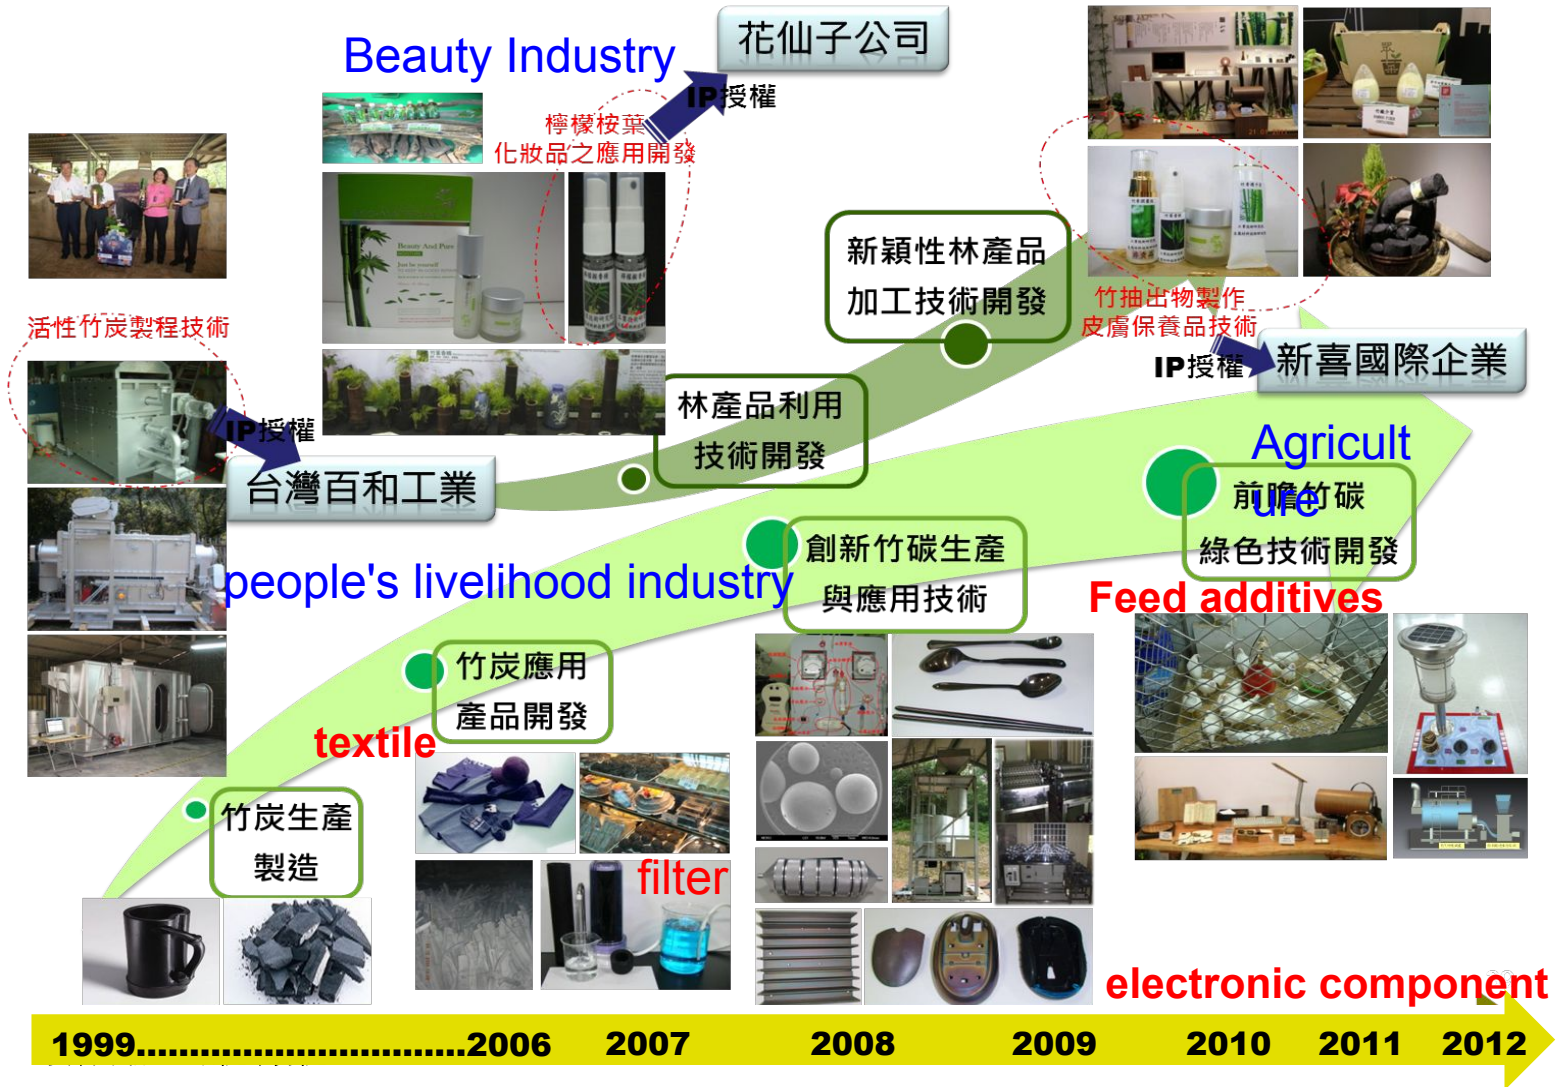 Beauty Industry
花仙子公司
IP授權
檸檬桉葉
化妝品之應用開發
Beauty And Pure
Just be yourself
新穎性林產品
加工技術開發
竹抽出物製作
皮膚保養品技術
IP授權
新喜國際企業
活性竹炭製程技術
IP授權
台灣百和工業
林產品利用
技術開發
Agricult
ure
前瞻竹碳
綠色技術開發
創新竹碳生產
與應用技術
people's livelihood industry
Feed additives
竹炭應用
產品開發
textile
竹炭生產
製造
filter
electronic component
1999...............................2006 2007 2008 2009 2010 2011 2012